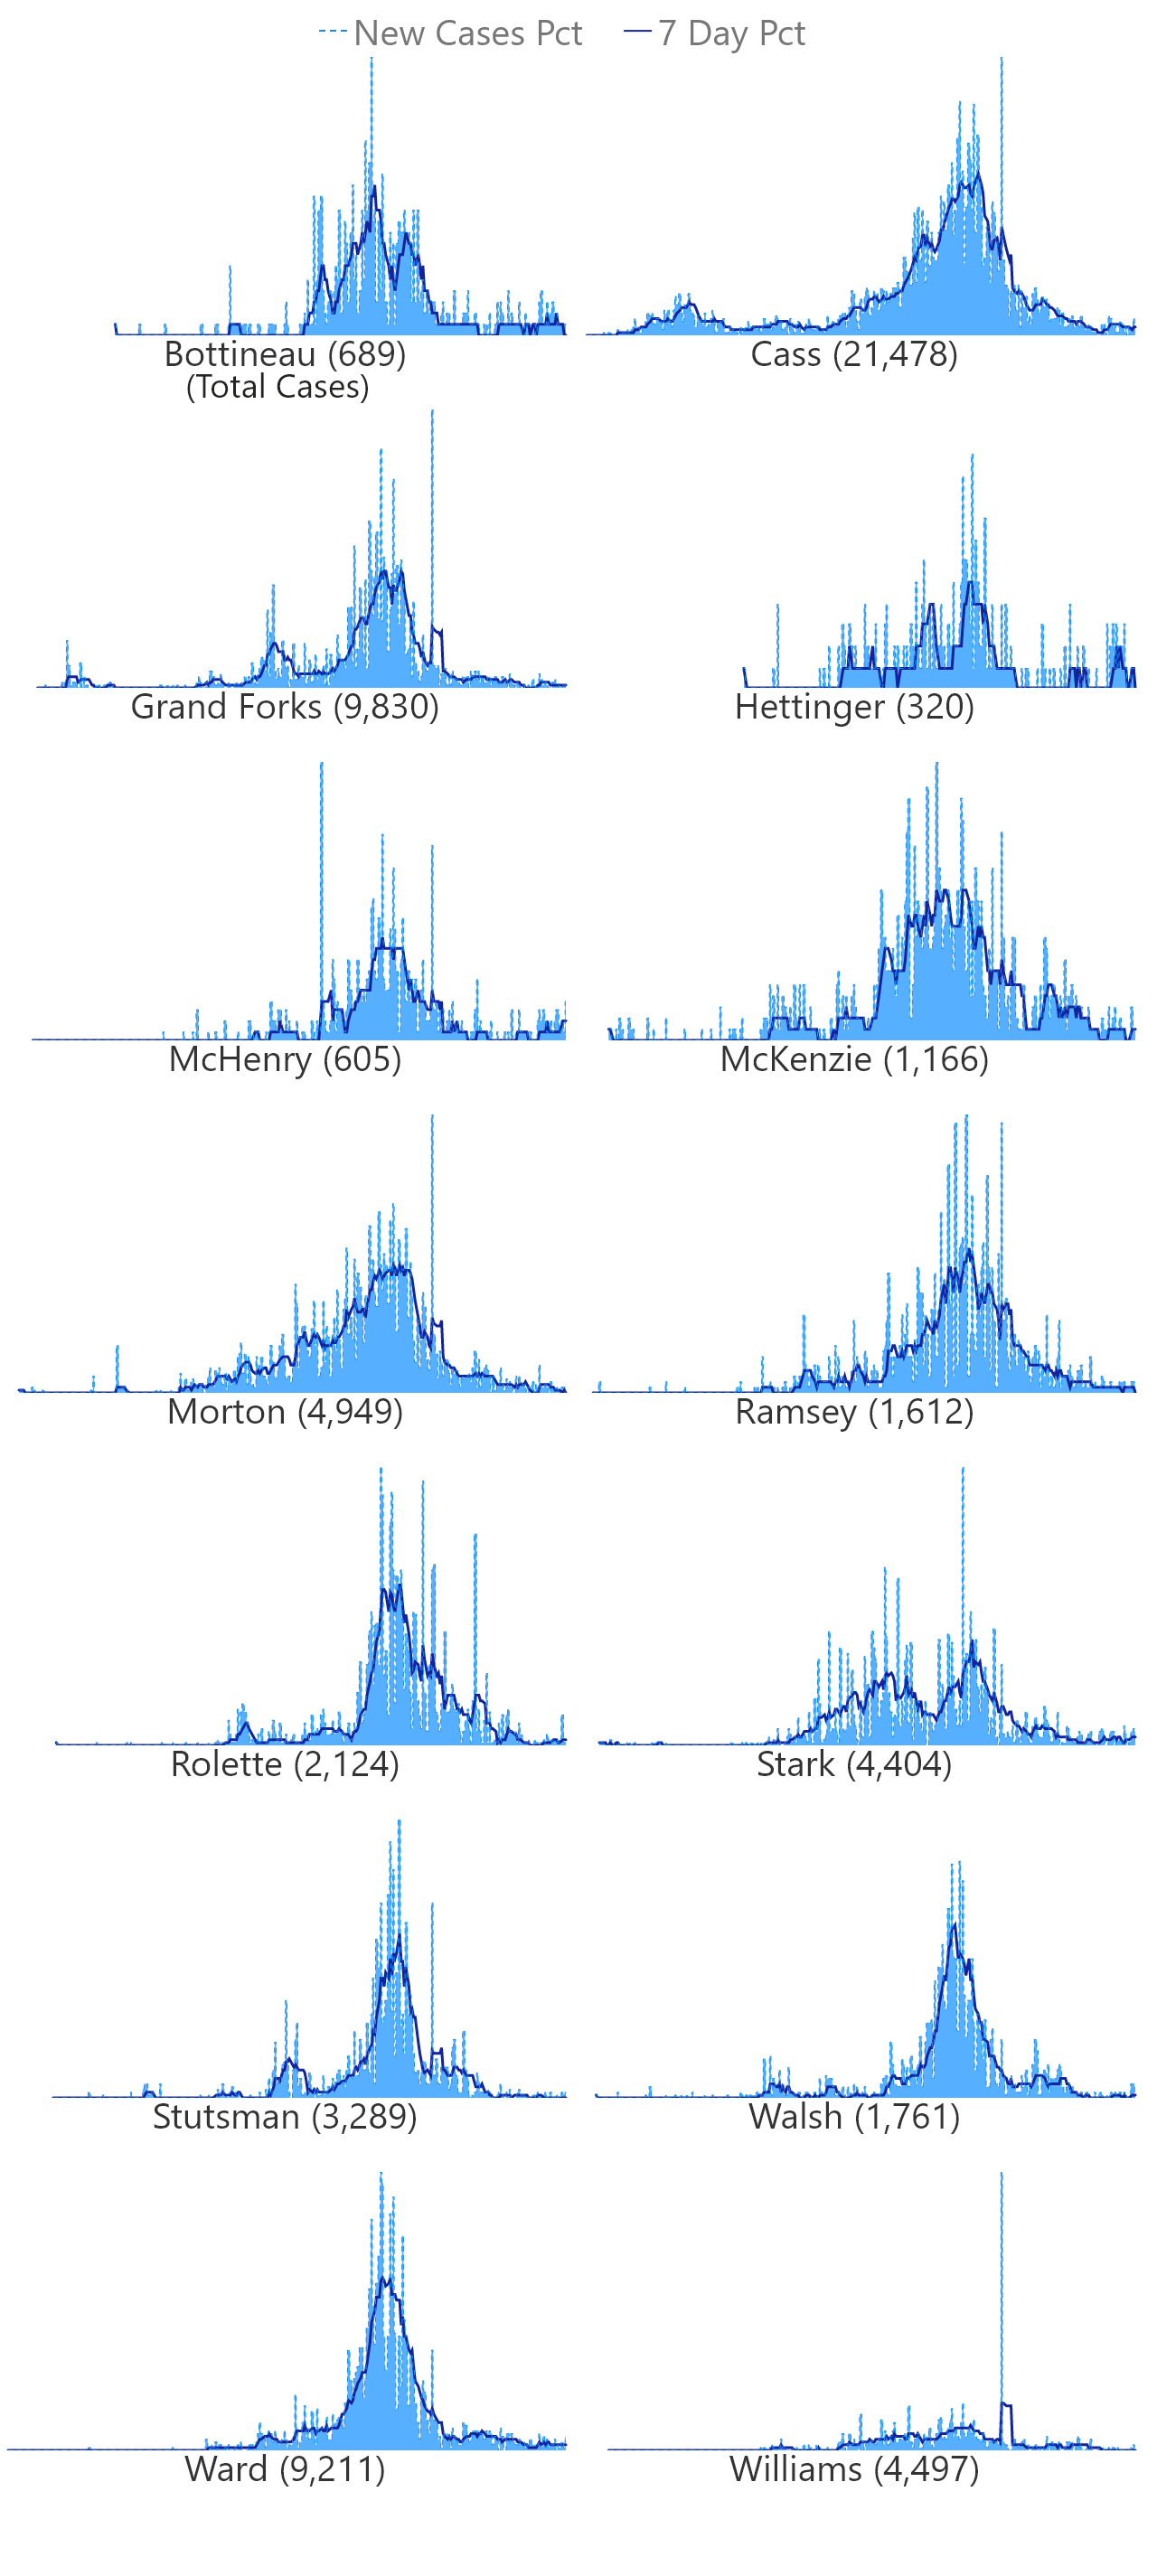 New Cases Pct 7 Day Pct
Bottineau (689) Cass (21,478)
(Total Cases)
Grand Forks (9,830) Hettinger (320)
McHenry (605) McKenzie (1,166)
Morton (4,949) Ramsey (1,612)
Rolette (2,124) Stark (4,404)
Stutsman (3,289) Walsh (1,761)
Ward (9,211) Williams (4,497)